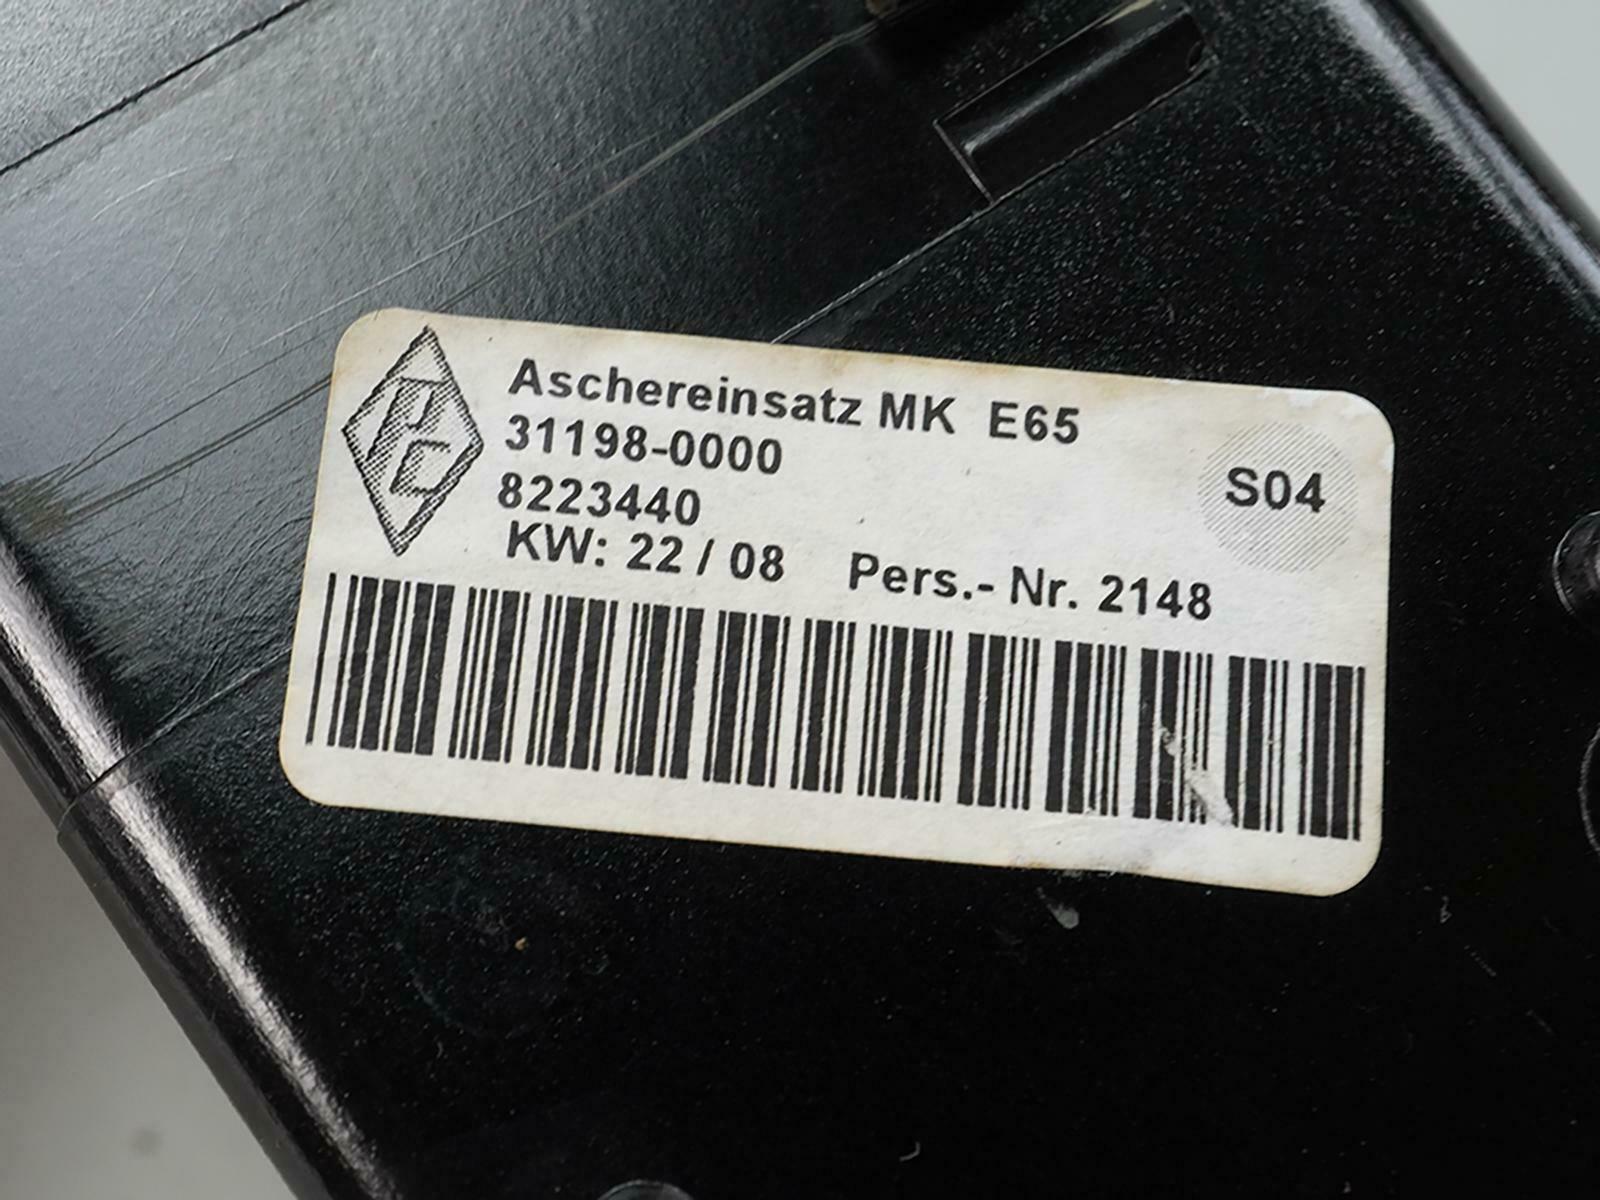 Aschereinsatz MK E65
31198-0000
8223440
S04
KW: 22 / 08 Pers.- Nr. 2148